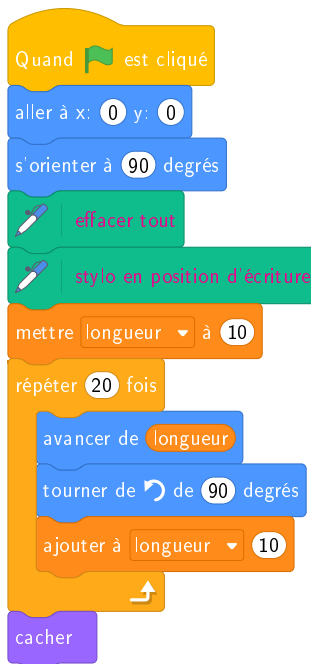 Quand est cliqué
aller à x: 0 y: 0
s'orienter à 90 degrés
effacer tout
stylo en position d'écriture
mettre longueur à 10
répéter 20 fois
avancer de longueur
tourner de de 90 degrés
ajouter à longueur 10
cacher